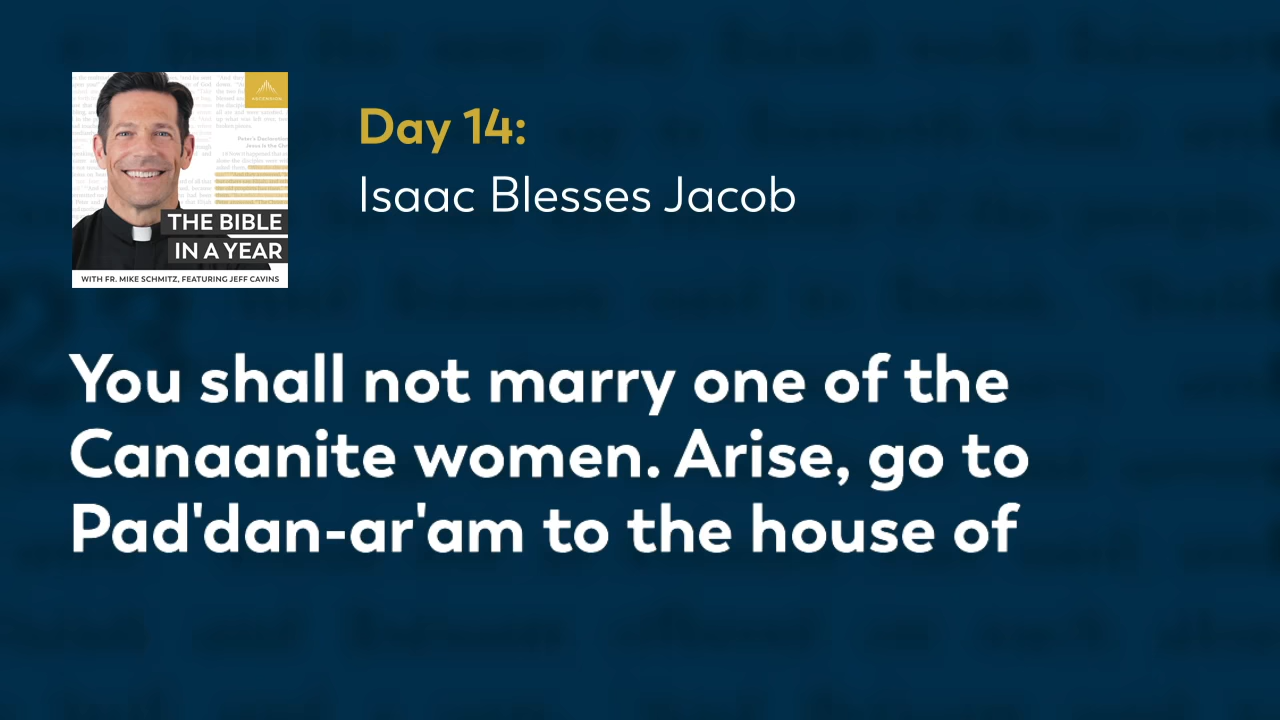 THE BIBLE
IN A YEAR
WITH FR. MIKE SCHMITZ, FEATURING JEFF CAVINS
Day 14:
Isaac Blesses Jacob
You shall not marry one of the
Canaanite women. Arise, go to
Pad'dan-ar'am to the house of